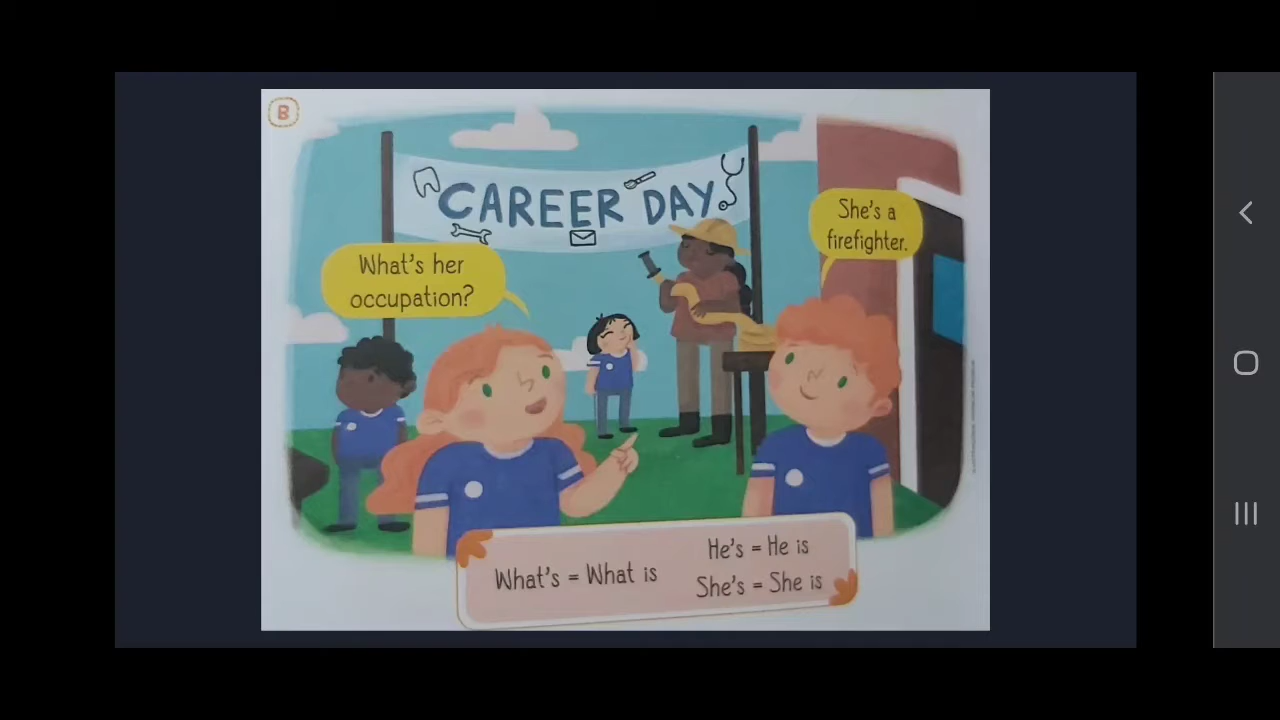 B
CAREER DAY
What's her
occupation?
She's a
firefighter.
What's = What is
He's = He is
She's = She is